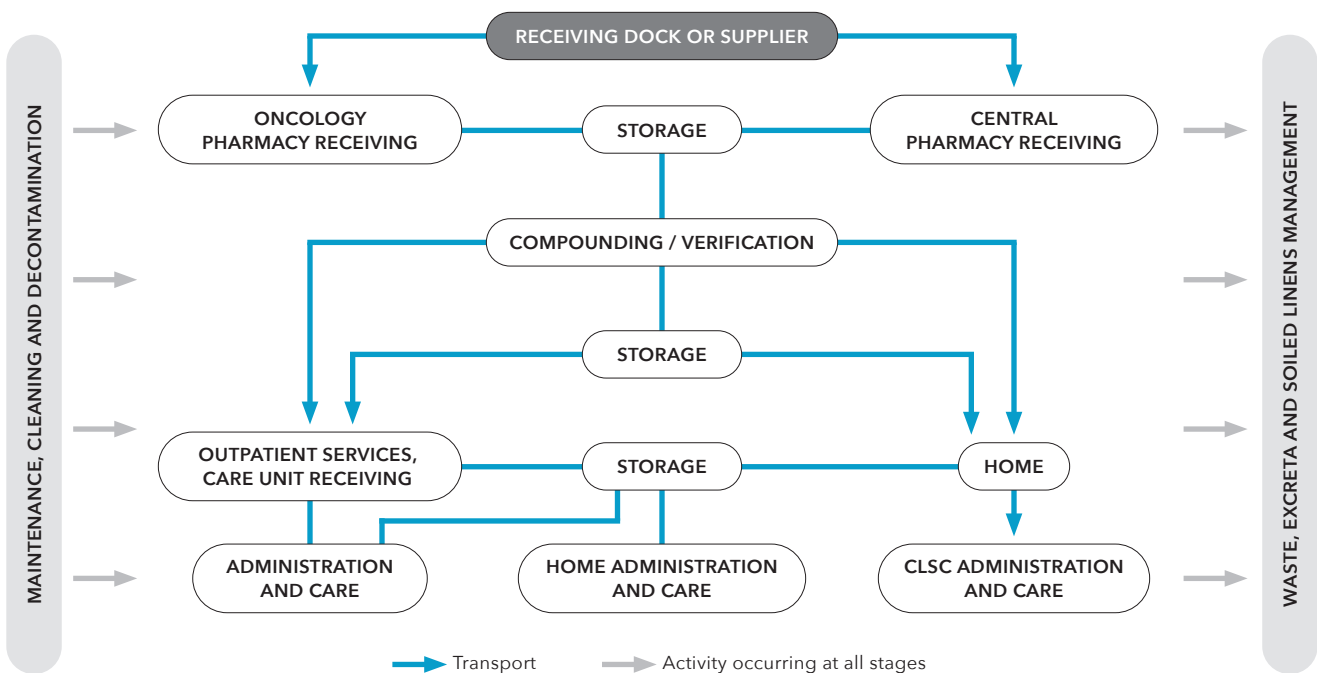 MAINTENANCE, CLEANING AND DECONTAMINATION
RECEIVING DOCK OR SUPPLIER
ONCOLOGY
PHARMACY RECEIVING
STORAGE
CENTRAL
PHARMACY RECEIVING
COMPOUNDING / VERIFICATION
STORAGE
OUTPATIENT SERVICES,
CARE UNIT RECEIVING
STORAGE
HOME
ADMINISTRATION
AND CARE
HOME ADMINISTRATION
AND CARE
CLSC ADMINISTRATION
AND CARE
WASTE, EXCRETA AND SOILED LINENS MANAGEMENT
Transport
Activity occurring at all stages